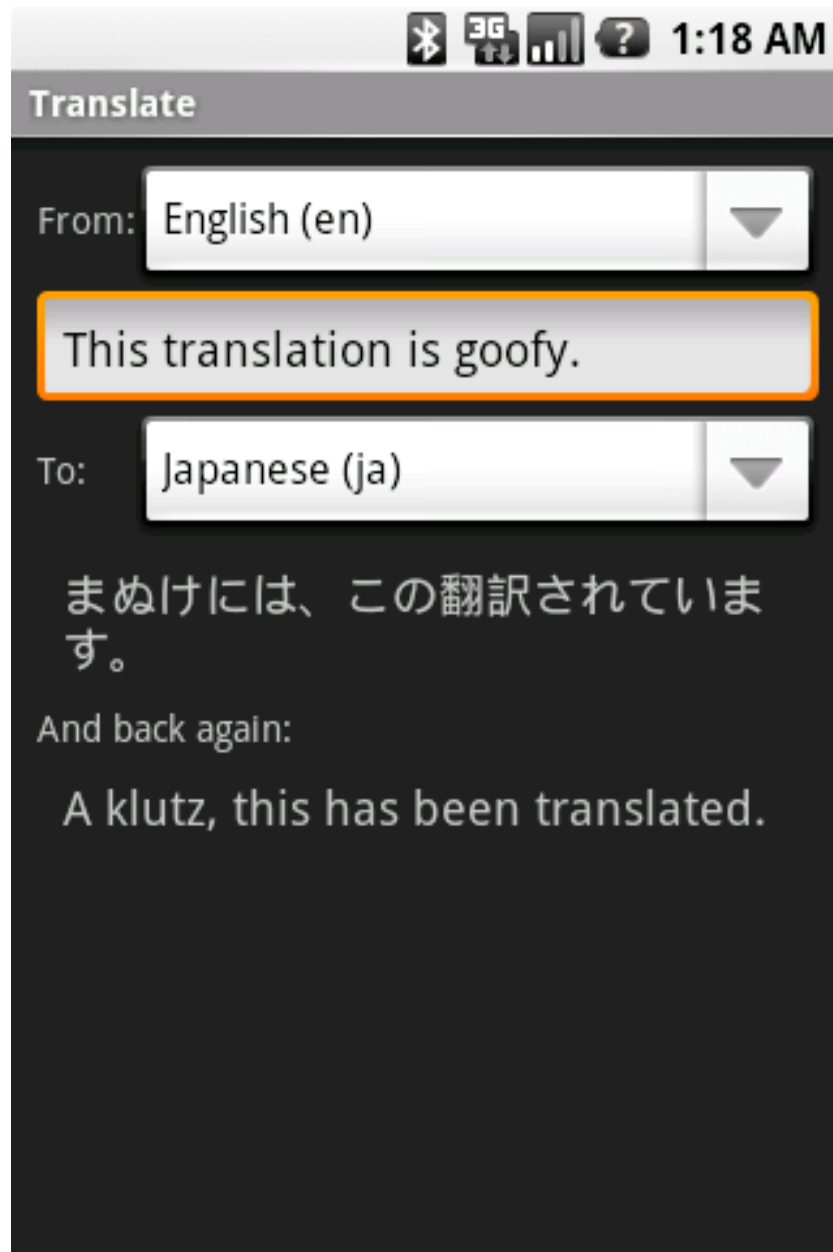 3G ? 1:18 AM
Translate
From: English (en)
This translation is goofy.
To: Japanese (ja)
まぬけには、この翻訳されていま
す。
And back again:
A klutz, this has been translated.